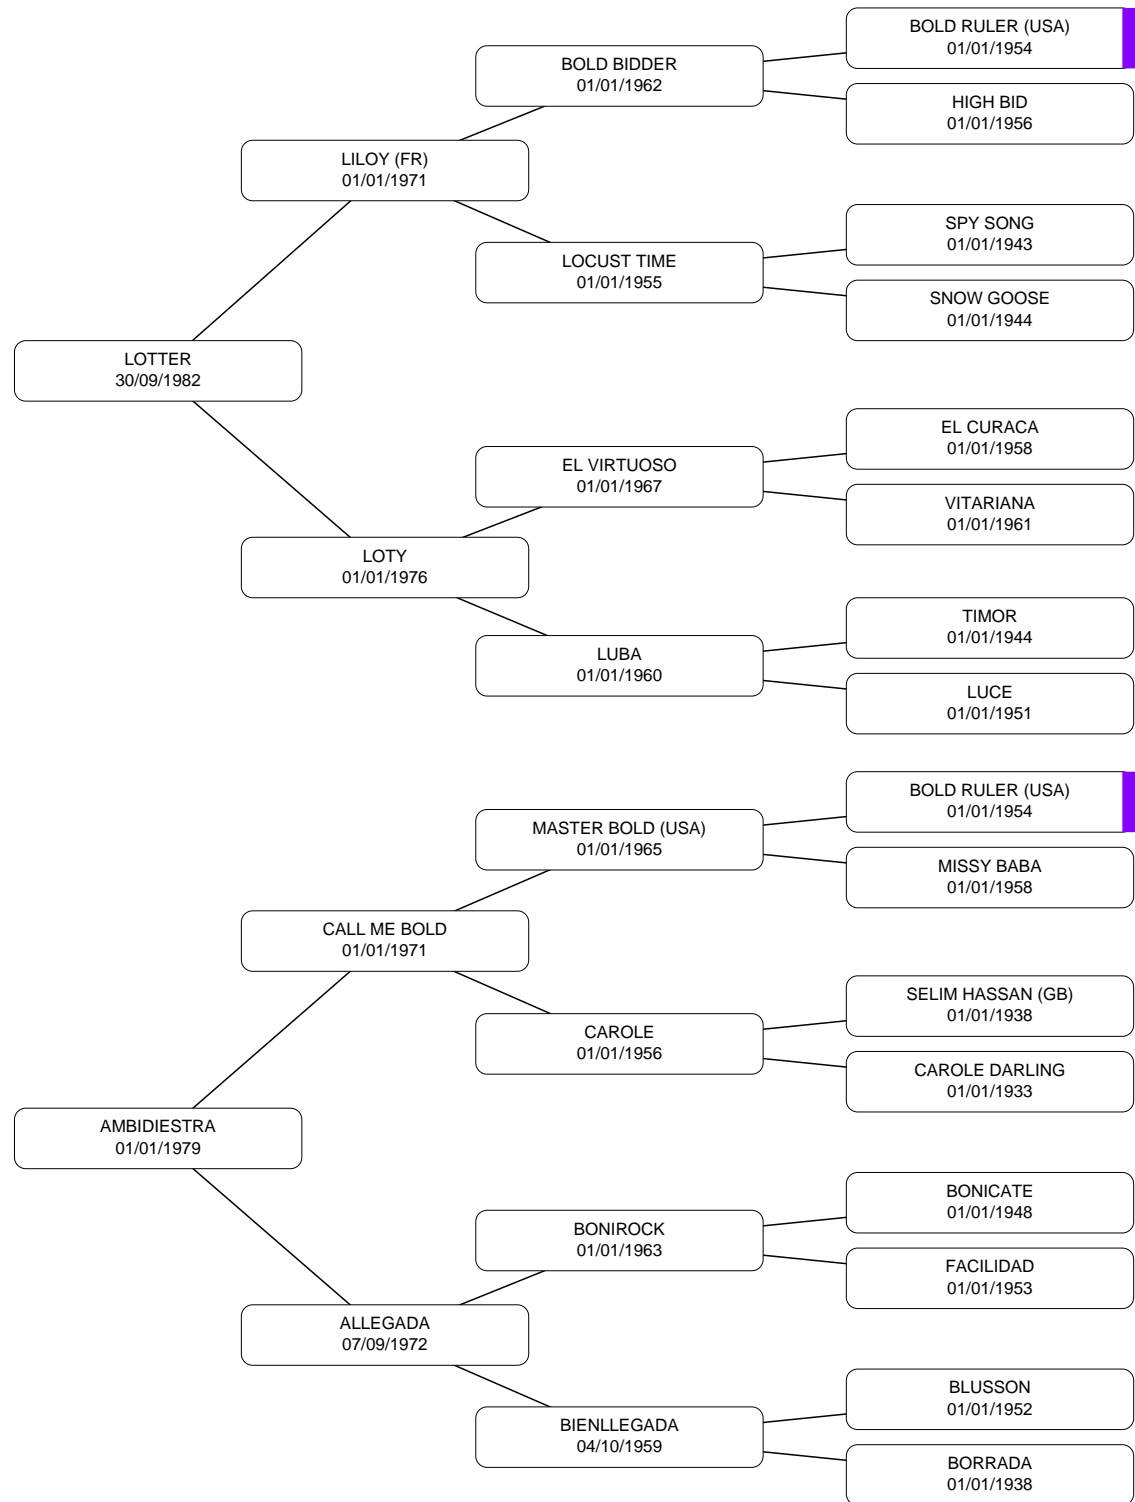 BOLD RULER (USA)
01/01/1954
BOLD BIDDER
01/01/1962
HIGH BID
01/01/1956
LILOY (FR)
01/01/1971
SPY SONG
01/01/1943
LOCUST TIME
01/01/1955
SNOW GOOSE
01/01/1944
LOTTER
30/09/1982
EL CURACA
01/01/1958
EL VIRTUOSO
01/01/1967
VITARIANA
01/01/1961
LOTY
01/01/1976
TIMOR
01/01/1944
LUBA
01/01/1960
LUCE
01/01/1951
BOLD RULER (USA)
01/01/1954
MASTER BOLD (USA)
01/01/1965
MISSY BABA
01/01/1958
CALL ME BOLD
01/01/1971
SELIM HASSAN (GB)
01/01/1938
CAROLE
01/01/1956
CAROLE DARLING
01/01/1933
AMBIDIESTRA
01/01/1979
BONICATE
01/01/1948
BONIROCK
01/01/1963
FACILIDAD
01/01/1953
ALLEGADA
07/09/1972
BLUSSON
01/01/1952
BIENLLEGADA
04/10/1959
BORRADA
01/01/1938